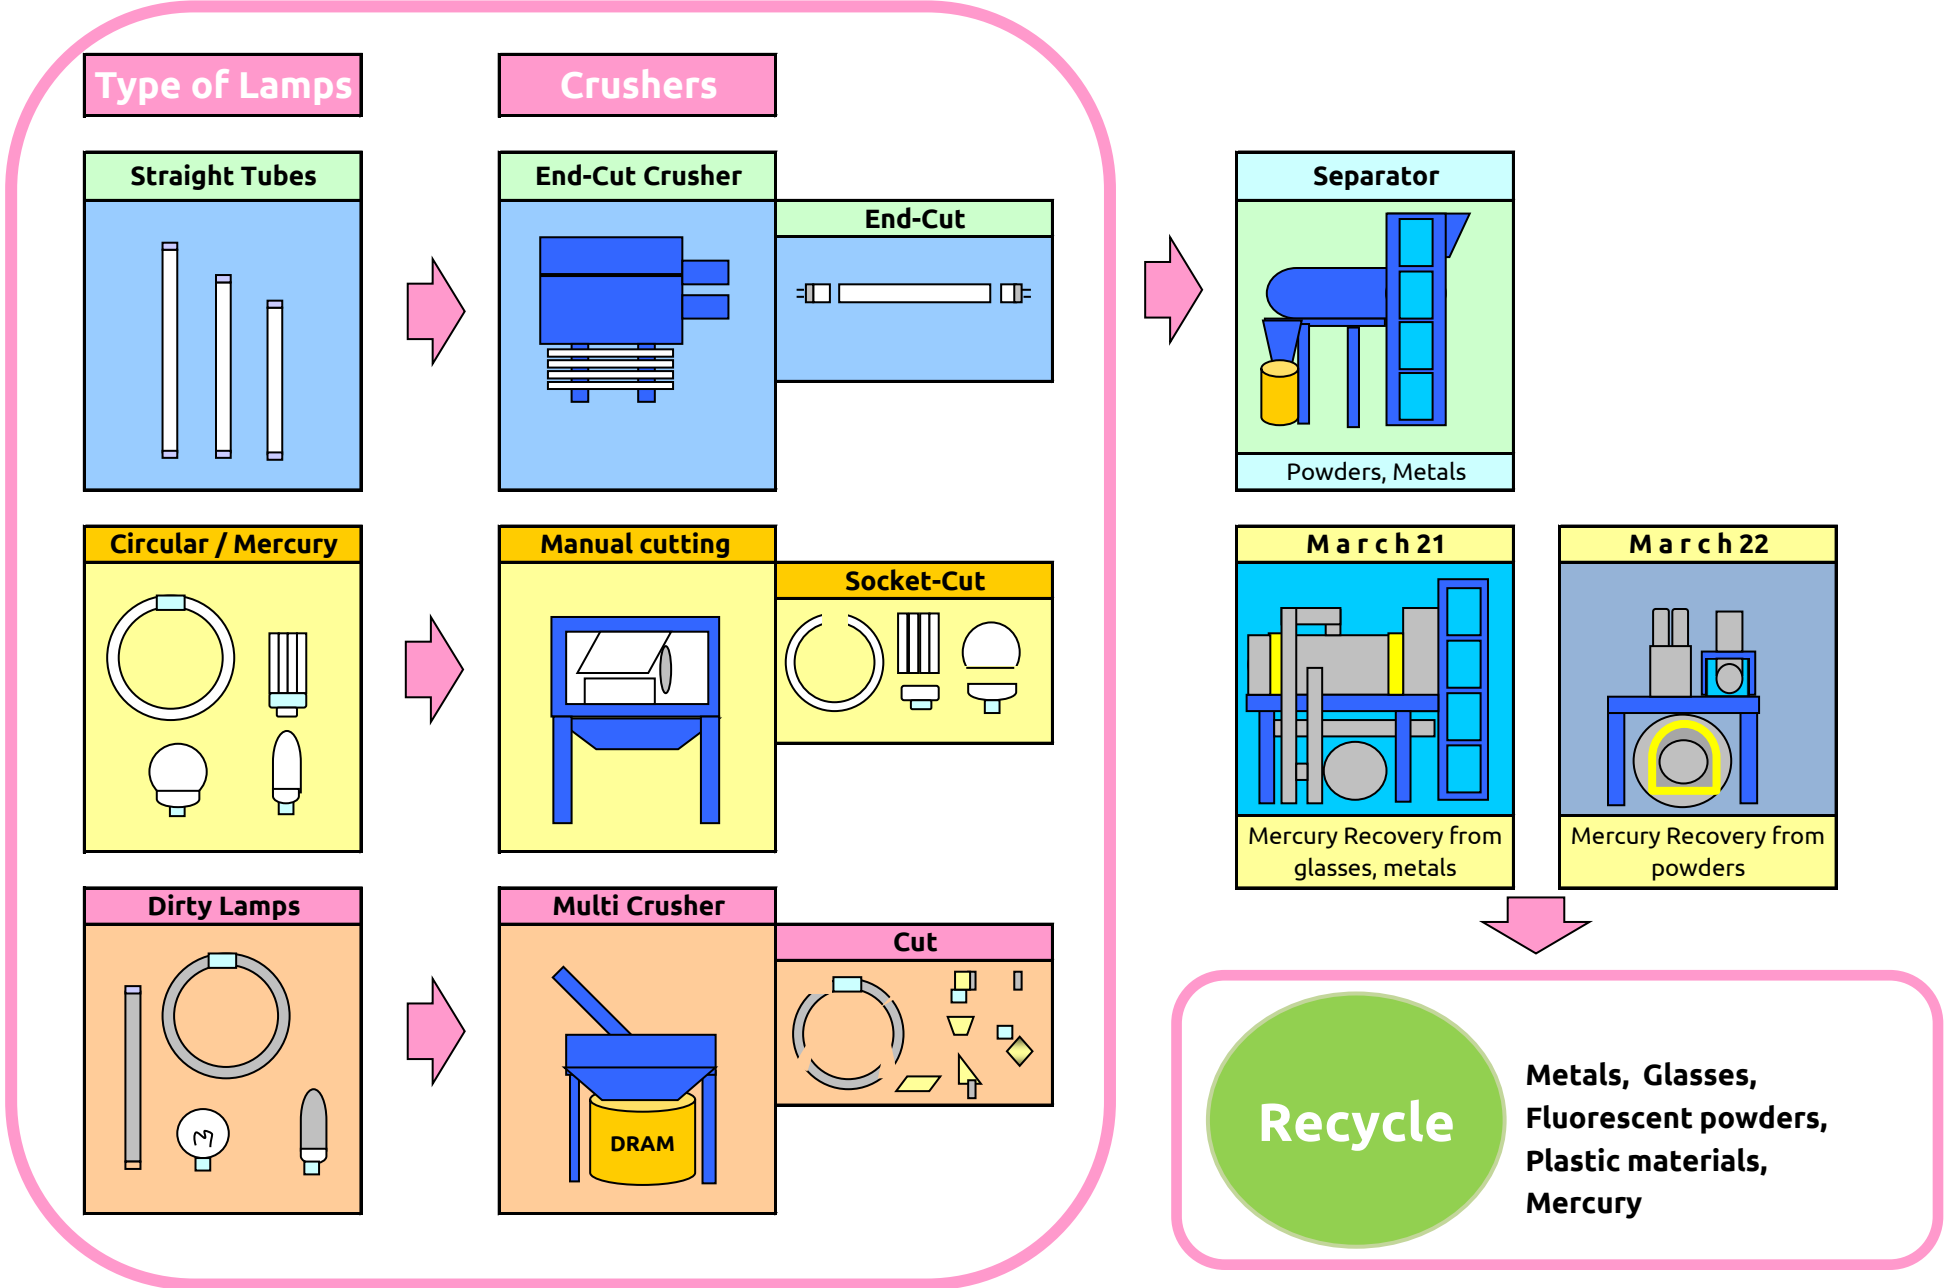 Type of Lamps
Crushers
Straight Tubes
End-Cut Crusher
End-Cut
Separator
Powders, Metals
Circular / Mercury
Manual cutting
Socket-Cut
March21
March22
Mercury Recovery from
glasses, metals
Mercury Recovery from
powders
Dirty Lamps
Multi Crusher
Cut
DRAM
Recycle
Metals, Glasses,
Fluorescent powders,
Plastic materials,
Mercury